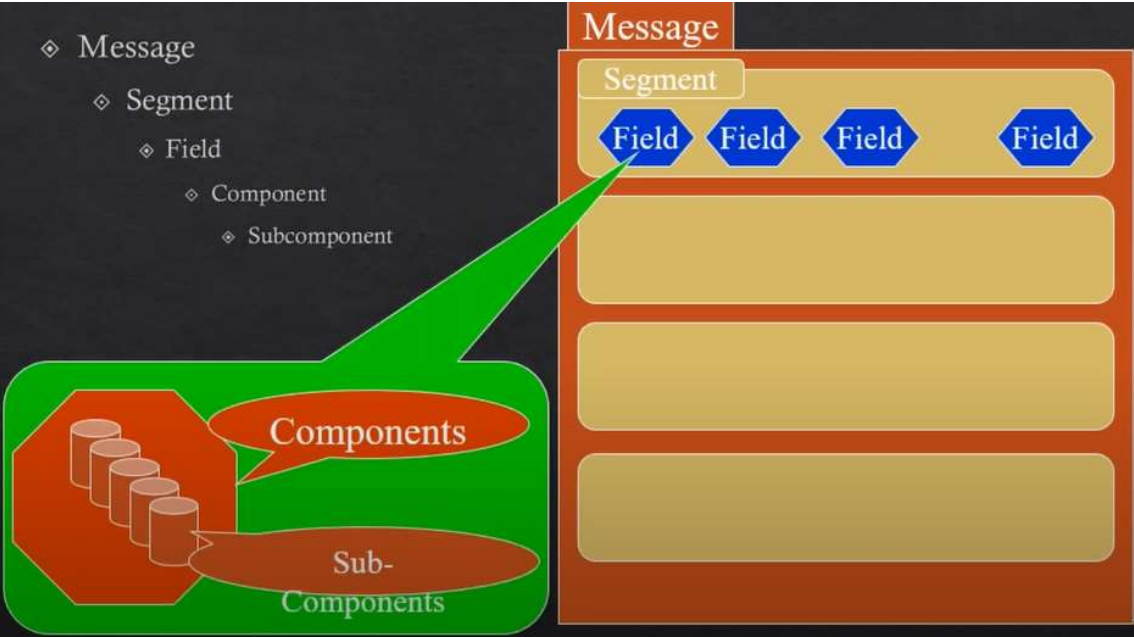 Message
Segment
Field
Component
Subcomponent
Message
Segment
Field Field Field Field
Components
Sub-
Components